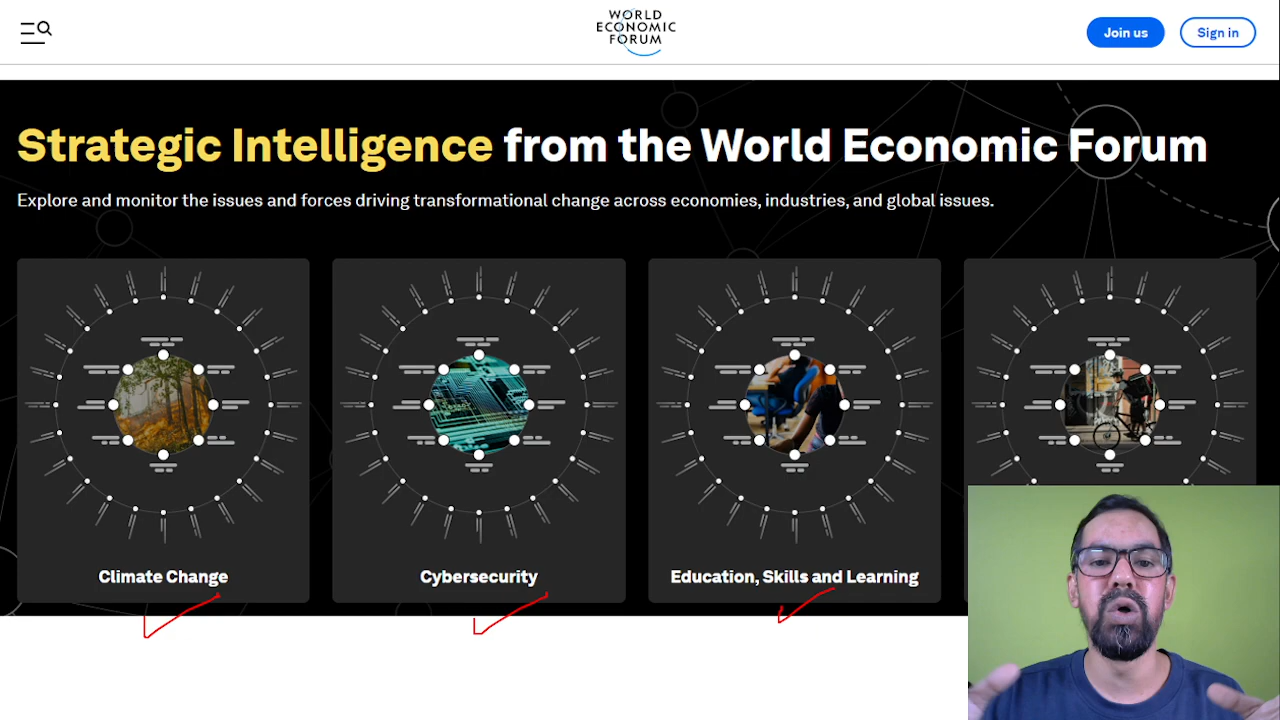 WORLD
ECONOMIC
FORUM
Join us
Sign in
Strategic Intelligence from the World Economic Forum
Explore and monitor the issues and forces driving transformational change across economies, industries, and global issues.
Climate Change
Cybersecurity
Education, Skills and Learning